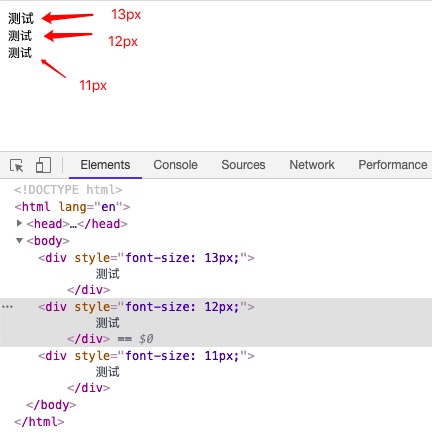 测试 13px
测试 12px
测试
11px
Elements Console Sources Network Performance
<!DOCTYPE html>
<html lang="en">
<head>…</head>
<body>
<div style="font-size: 13px;">
测试
</div>
<div style="font-size: 12px;">
测试
</div> == $0
<div style="font-size: 11px;">
测试
</div>
</body>
</html>